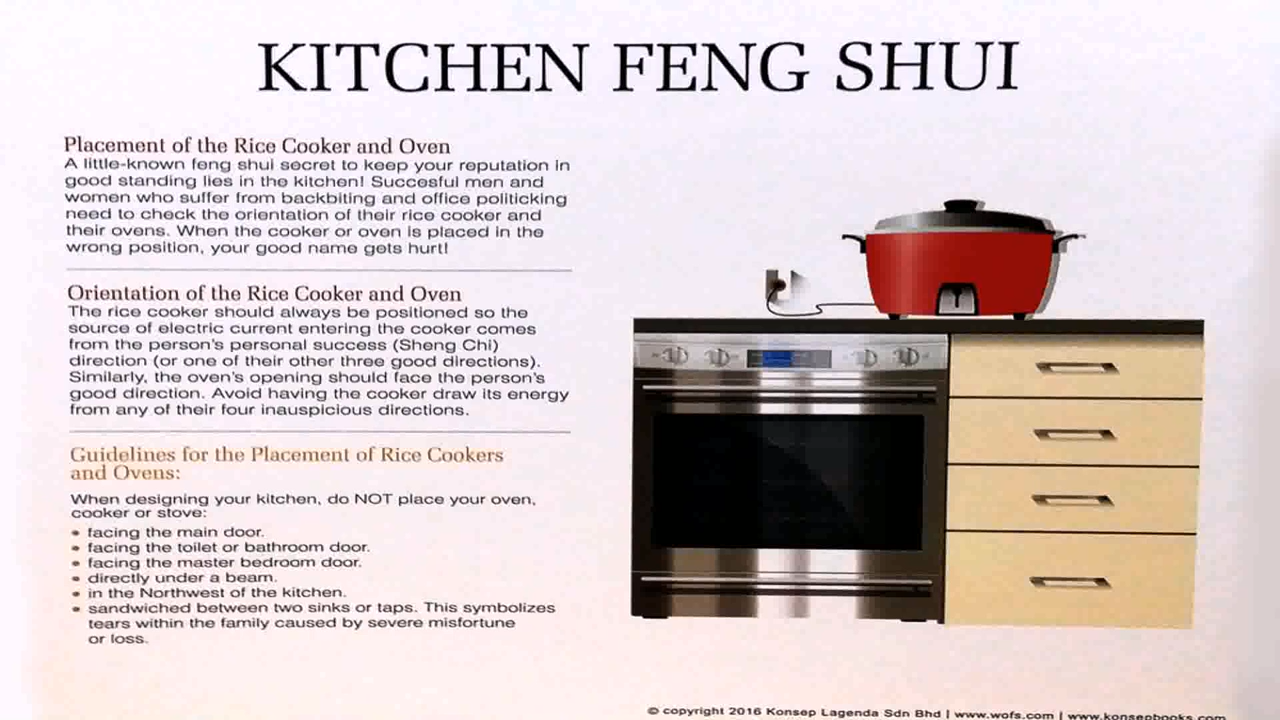 KITCHEN FENG SHUI
Placement of the Rice Cooker and Oven
A little-known feng shui secret to keep your reputation in
good standing lies in the kitchen! Succesful men and
women who suffer from backbiting and office politicking
need to check the orientation of their rice cooker and
their ovens. When the cooker or oven is placed in the
wrong position, your good name gets hurt!
Orientation of the Rice Cooker and Oven
The rice cooker should always be positioned so the
source of electric current entering the cooker comes
from the person's personal success (Sheng Chi)
direction (or one of their other three good directions).
Similarly, the oven's opening should face the person's
good direction. Avoid having the cooker draw its energy
from any of their four inauspicious directions.
Guidelines for the Placement of Rice Cookers
and Ovens:
When designing your kitchen, do NOT place your oven,
cooker or stove:
• facing the main door.
• facing the toilet or bathroom door.
• facing the master bedroom door.
• directly under a beam.
• in the Northwest of the kitchen.
• sandwiched between two sinks or taps. This symbolizes
tears within the family caused by severe misfortune
or loss.
© copyright 2016 Konsep Lagenda Sdn Bhd | www.wofs.com | www.konsepbooks.com